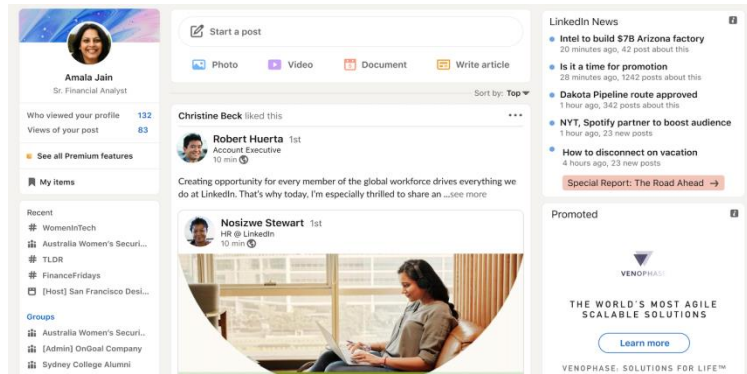 Amala Jain
Sr. Financial Analyst
Who viewed your profile 132
Views of your post 83
See all Premium features
My items
Recent
# WomenInTech
Australia Women's Securi...
# TLDR
# FinanceFridays
[Host] San Francisco Desi...
Groups
Australia Women's Securi..
[Admin] OnGoal Company
Sydney College Alumni
Start a post
Photo Video Document Write article
Sort by: Top
Christine Beck liked this
Robert Huerta 1st
Account Executive
10 min
Creating opportunity for every member of the global workforce drives everything we
do at LinkedIn. That's why today, I'm especially thrilled to share an ...see more
Nosizwe Stewart 1st
HR @ LinkedIn
10 min
LinkedIn News
Intel to build $7B Arizona factory
20 minutes ago, 42 post about this
Is it a time for promotion
28 minutes ago, 1242 posts about this
Dakota Pipeline route approved
1 hour ago, 342 posts about this
NYT, Spotify partner to boost audience
1 hour ago, 23 new posts
How to disconnect on vacation
4 hours ago, 23 new posts
Special Report: The Road Ahead →
Promoted
VENOPHASE
THE WORLD'S MOST AGILE
SCALABLE SOLUTIONS
Learn more
VENOPHASE: SOLUTIONS FOR LIFE™